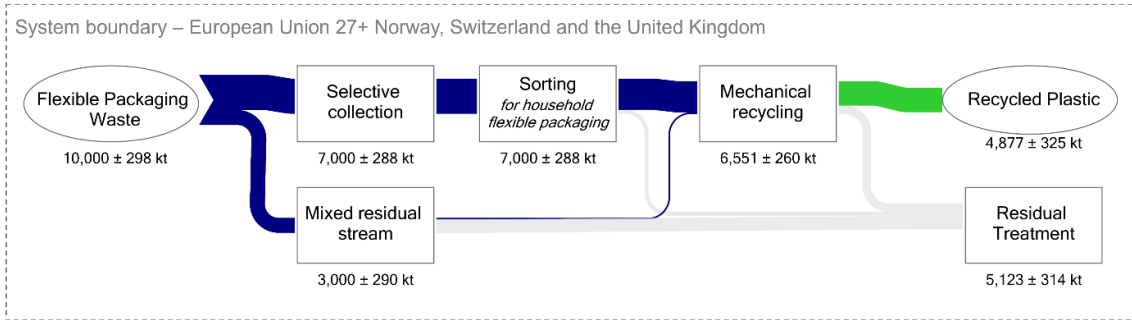 System boundary – European Union 27+ Norway, Switzerland and the United Kingdom
Flexible Packaging
Waste
10,000 ± 298 kt
Selective
collection
7,000 ± 288 kt
Sorting
for household
flexible packaging
7,000 ± 288 kt
Mechanical
recycling
6,551 ± 260 kt
Recycled Plastic
4,877 ± 325 kt
Mixed residual
stream
3,000 ± 290 kt
Residual
Treatment
5,123 ± 314 kt